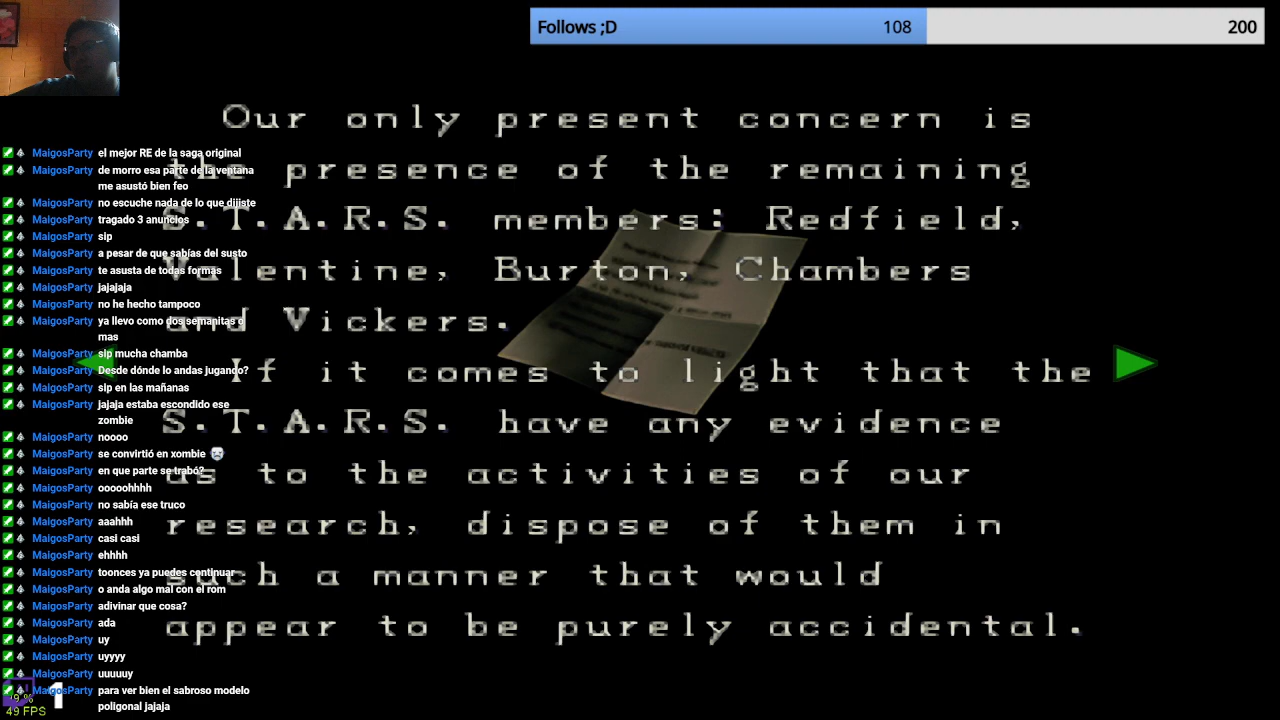 Follows ;D 108 200
Our only present concern is
the presence of the remaining
S.T.A.R.S. members: Redfield,
Valentine, Burton, Chambers
and Vickers.
If it comes to light that the
S.T.A.R.S. have any evidence
as to the activities of our
research, dispose of them in
such a manner that would
appear to be purely accidental.
MaigosParty el mejor RE de la saga original
MaigosParty de morro esa parte de la ventana
me asustó bien feo
MaigosParty no escuche nada de lo que dijiste
MaigosParty tragado 3 anuncios
MaigosParty sip
MaigosParty a pesar de que sabías del susto
MaigosParty te asusta de todas formas
MaigosParty jajajaja
MaigosParty no he hecho tampoco
MaigosParty ya llevo como dos semanitas o
mas
MaigosParty sip mucha chamba
MaigosParty Desde dónde lo andas jugando?
MaigosParty sip en las mañanas
MaigosParty jajaja estaba escondido ese
zombie
MaigosParty noooo
MaigosParty se convirtió en xombie
MaigosParty en que parte se trabó?
MaigosParty ooooohhhh
MaigosParty no sabía ese truco
MaigosParty aaahhh
MaigosParty casi casi
MaigosParty ehhhh
MaigosParty toonces ya puedes continuar
MaigosParty o anda algo mal con el rom
MaigosParty adivinar que cosa?
MaigosParty ada
MaigosParty uy
MaigosParty uyyyy
MaigosParty uuuuuy
MaigosParty para ver bien el sabroso modelo
poligonal jajaja
1
49 FPS